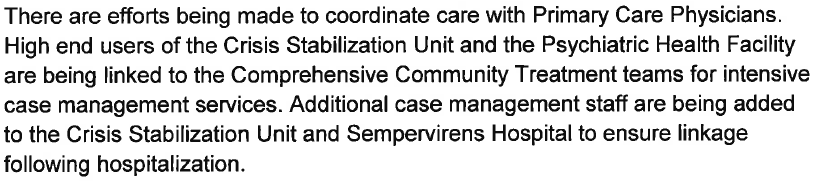 There are efforts being made to coordinate care with Primary Care Physicians.
High end users of the Crisis Stabilization Unit and the Psychiatric Health Facility
are being linked to the Comprehensive Community Treatment teams for intensive
case management services. Additional case management staff are being added
to the Crisis Stabilization Unit and Sempervirens Hospital to ensure linkage
following hospitalization.